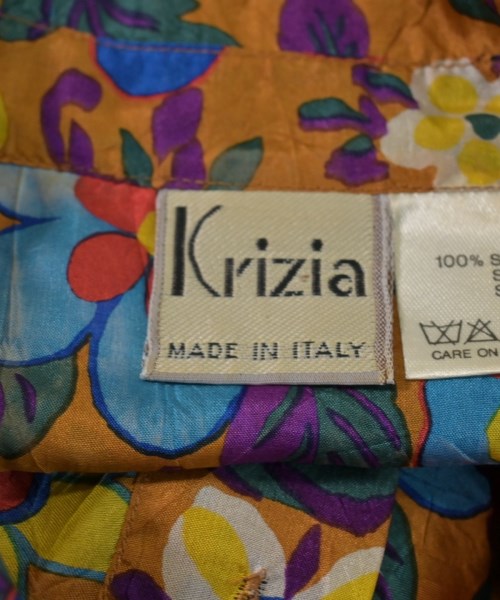 Krizia
MADE IN ITALY
100% S
S
S
CARE ON